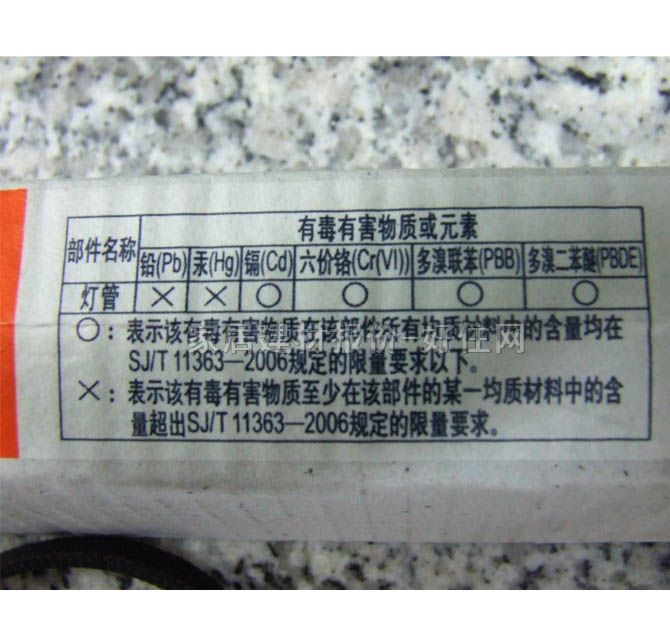 有毒有害物质或元素
部件名称
铅(Pb) 汞(Hg) 镉(Cd) 六价铬(Cr(VI)) 多溴联苯(PBB) 多溴二苯醚(PBDE)
灯管 × × ○ ○ ○ ○
○：表示该有毒有害物质在该部件所有均质材料中的含量均在
SJ/T 11363—2006规定的限量要求以下。
×：表示该有毒有害物质至少在该部件的某一均质材料中的含
量超出SJ/T 11363—2006规定的限量要求。
家居建材报价-好住网